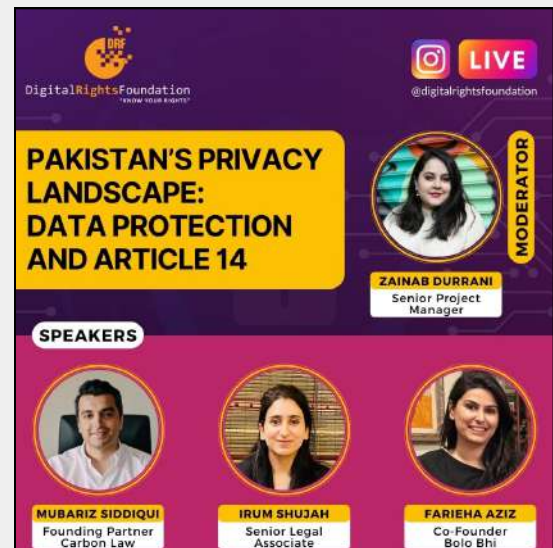 DRF
DigitalRightsFoundation
"KNOW YOUR RIGHTS"
LIVE
@digitalrightsfoundation
PAKISTAN'S PRIVACY
LANDSCAPE:
DATA PROTECTION
AND ARTICLE 14
MODERATOR
ZAINAB DURRANI
Senior Project
Manager
SPEAKERS
MUBARIZ SIDDIQUI
Founding Partner
Carbon Law
IRUM SHUJAH
Senior Legal
Associate
FARIEHA AZIZ
Co-Founder
Bolo Bhi